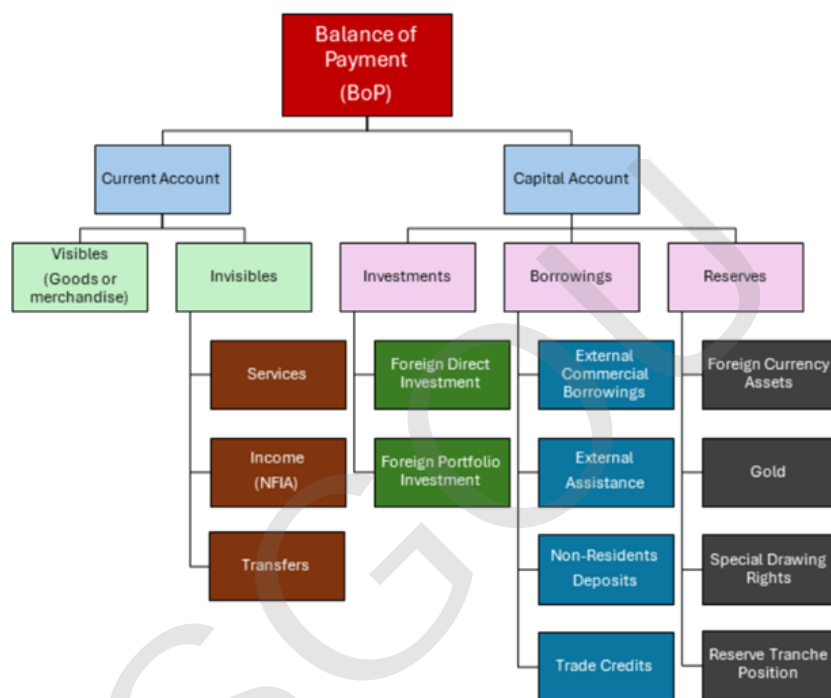 Balance of
Payment
(BoP)
Current Account
Capital Account
Visibles
(Goods or
merchandise)
Invisibles
Investments
Borrowings
Reserves
Services
Foreign Direct
Investment
External
Commercial
Borrowings
Foreign Currency
Assets
Income
(NFIA)
Foreign Portfolio
Investment
External
Assistance
Gold
Transfers
Non-Residents
Deposits
Special Drawing
Rights
Trade Credits
Reserve Tranche
Position
SGOU